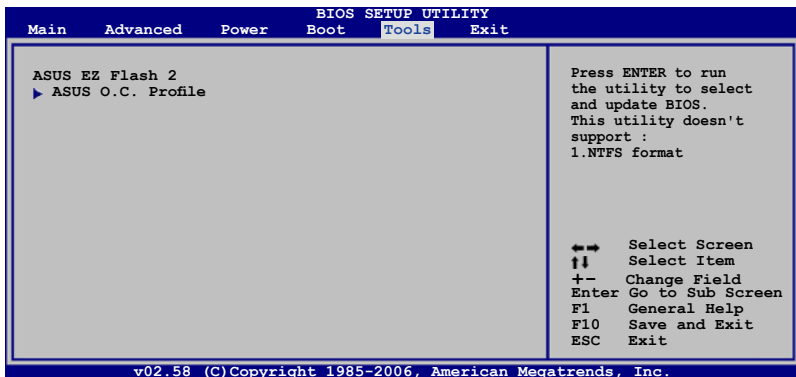 BIOS SETUP UTILITY
Main Advanced Power Boot Tools Exit
ASUS EZ Flash 2
ASUS O.C. Profile
Press ENTER to run
the utility to select
and update BIOS.
This utility doesn't
support :
1.NTFS format
Select Screen
Select Item
+- Change Field
Enter Go to Sub Screen
F1 General Help
F10 Save and Exit
ESC Exit
v02.58 (C)Copyright 1985-2006, American Megatrends, Inc.